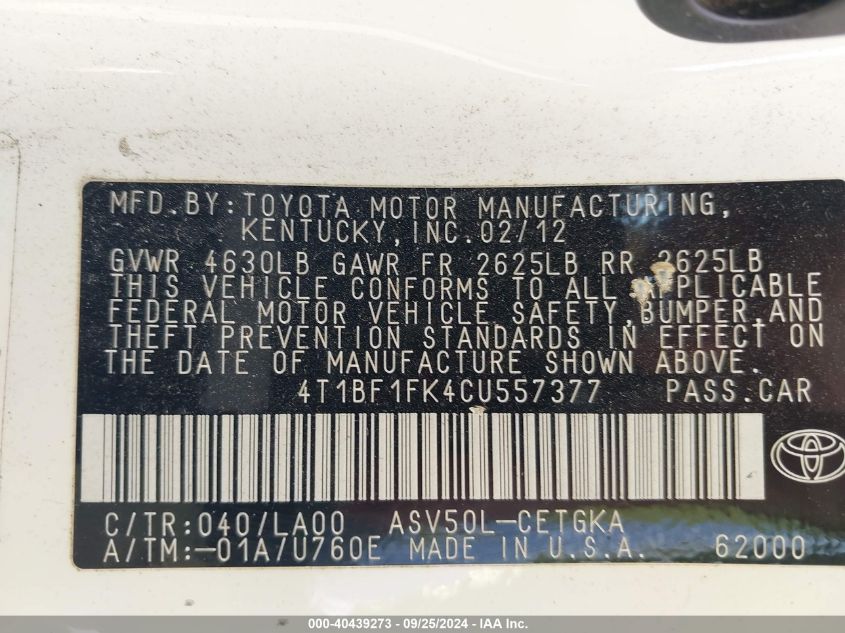 MFD.BY:TOYOTA MOTOR MANUFACTURING,
KENTUCKY,INC.02/12
GVWR 4630LB GAWR FR 2625LB RR 2625LB
THIS VEHICLE CONFORMS TO ALL APPLICABLE
FEDERAL MOTOR VEHICLE SAFETY,BUMPER,AND
THEFT PREVENTION STANDARDS IN EFFECT ON
THE DATE OF MANUFACTURE SHOWN ABOVE.
4T1BF1FK4CU557377 PASS.CAR
C/TR:040/LA00 ASV50L-CETGKA
A/TM:-01A/U760E MADE IN U.S.A. 62000
000-40439273 - 09/25/2024 - IAA Inc.